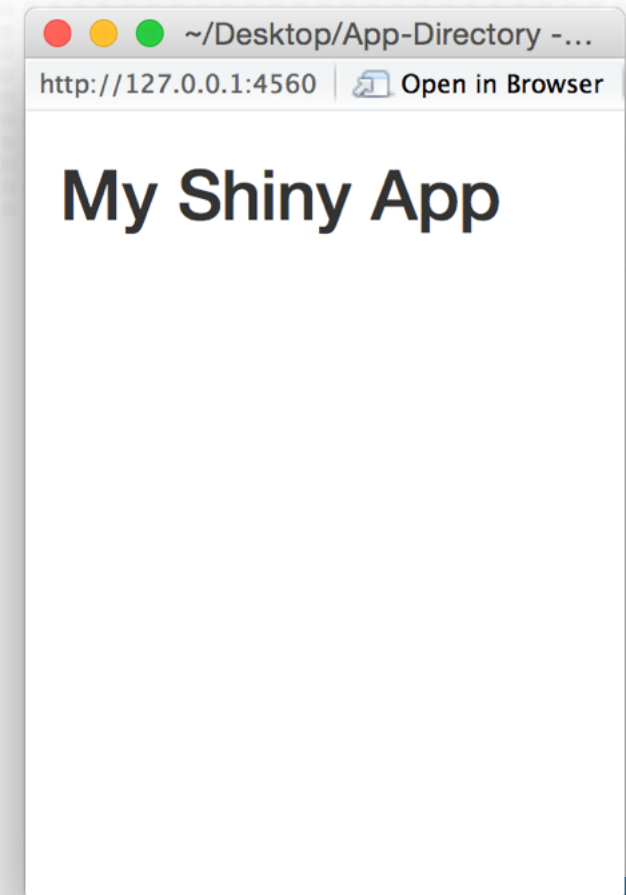 ~/Desktop/App-Directory -...
http://127.0.0.1:4560 Open in Browser
My Shiny App